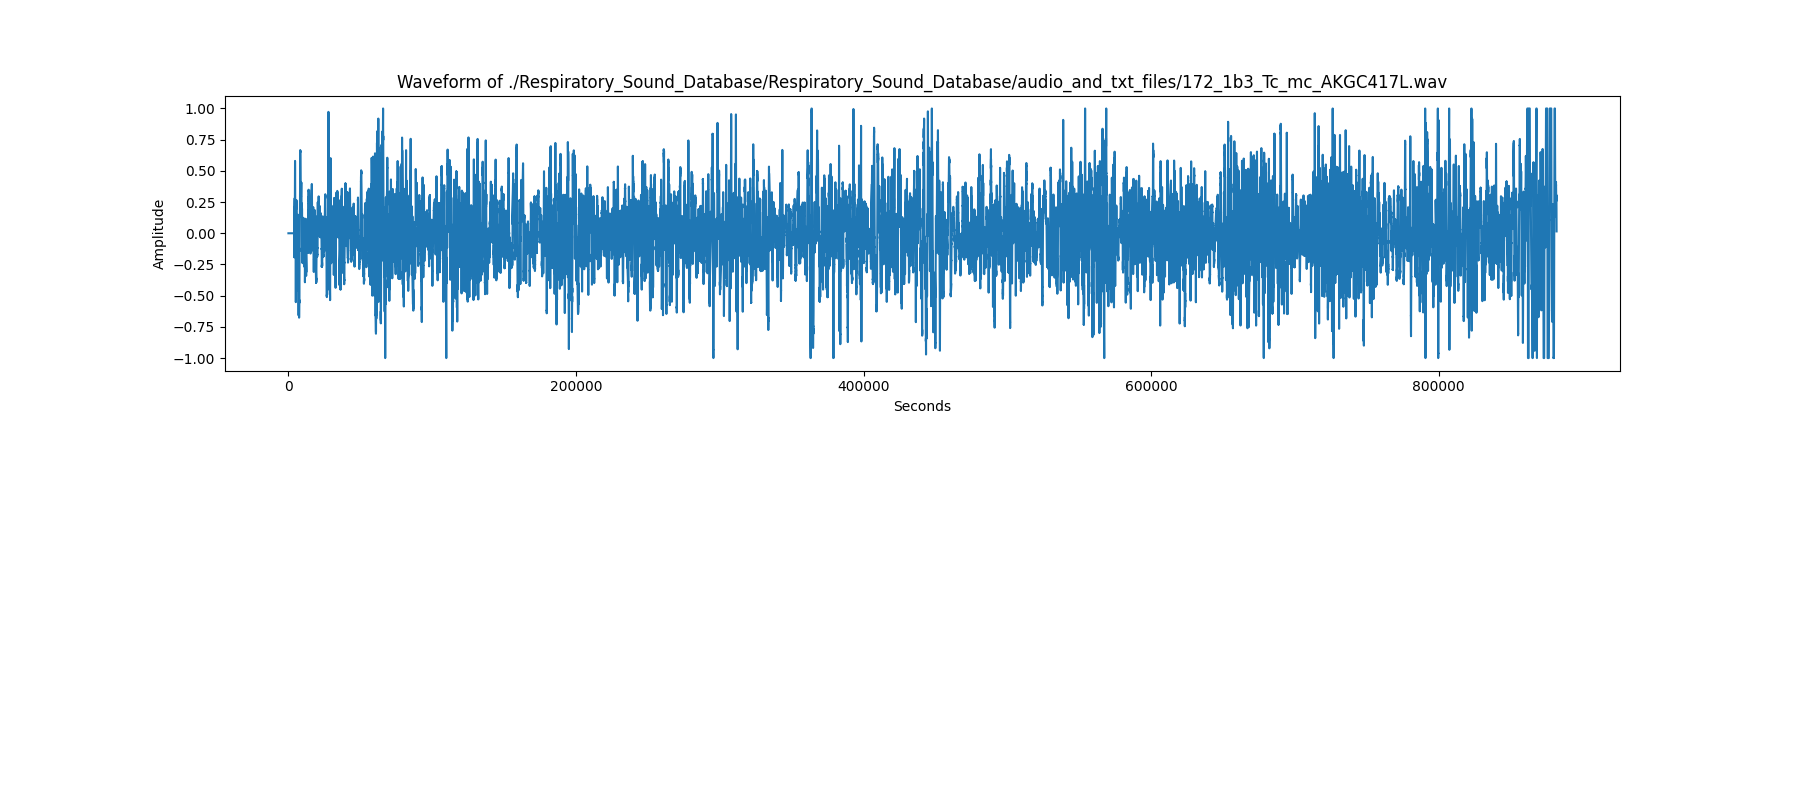 Waveform of ./Respiratory_Sound_Database/Respiratory_Sound_Database/audio_and_txt_files/172_1b3_Tc_mc_AKGC417L.wav
1.00
0.75
0.50
0.25
0.00
−0.25
−0.50
−0.75
−1.00
Amplitude
0 200000 400000 600000 800000
Seconds